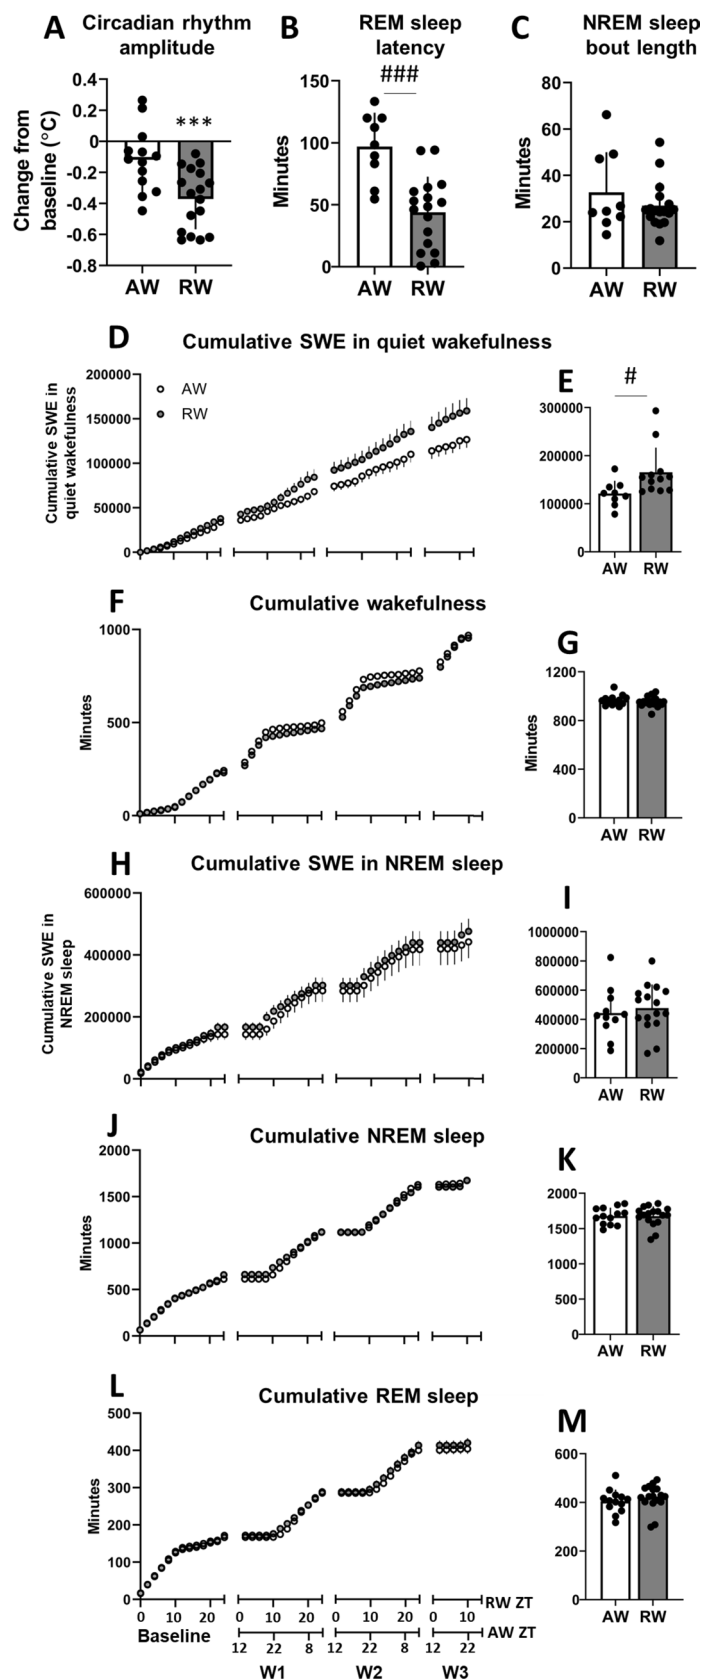 A Circadian rhythm amplitude
B REM sleep latency
C NREM sleep bout length
Change from baseline (°C)
0.4
0.2
0
-0.2
-0.4
-0.6
-0.8
***
AW RW
Minutes
150
100
50
0
###
AW RW
Minutes
80
60
40
20
0
AW RW
D Cumulative SWE in quiet wakefulness
Cumulative SWE in quiet wakefulness
200000
150000
100000
50000
0
AW
RW
E
#
300000
200000
100000
0
AW RW
F Cumulative wakefulness
Minutes
1000
500
0
G
Minutes
1200
800
400
0
AW RW
H Cumulative SWE in NREM sleep
Cumulative SWE in NREM sleep
600000
400000
200000
0
I
1000000
800000
600000
400000
200000
0
AW RW
J Cumulative NREM sleep
Minutes
2000
1500
1000
500
0
K
2000
1500
1000
500
0
AW RW
L Cumulative REM sleep
Minutes
500
400
300
200
100
0
M
600
400
200
0
AW RW
0 10 20 0 10 20 0 10 20 0 10 RW ZT
Baseline
12 22 8 12 22 8 12 22 AW ZT
W1 W2 W3